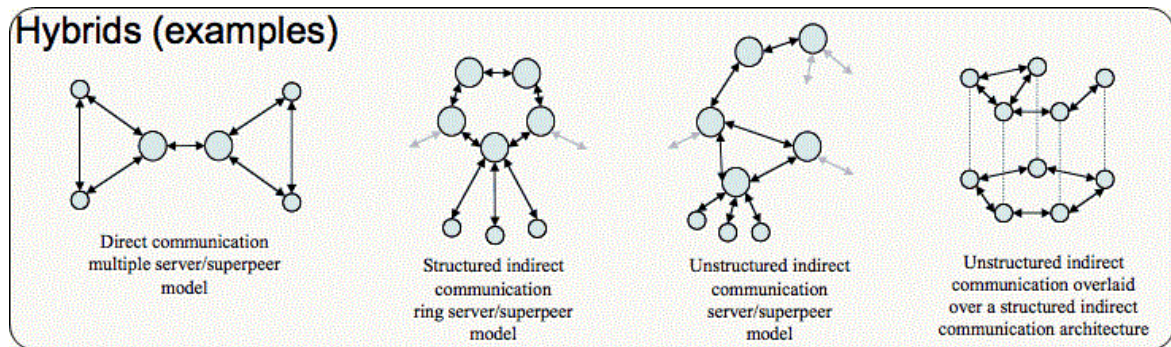 Hybrids (examples)
Direct communication
multiple server/superpeer
model
Structured indirect
communication
ring server/superpeer
model
Unstructured indirect
communication
server/superpeer
model
Unstructured indirect
communication overlaid
over a structured indirect
communication architecture